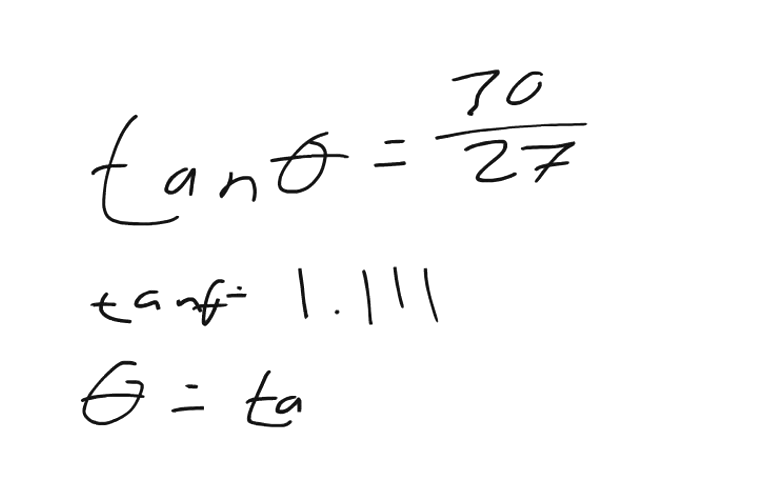 tanθ = 30/27
tanθ = 1.111
θ = ta